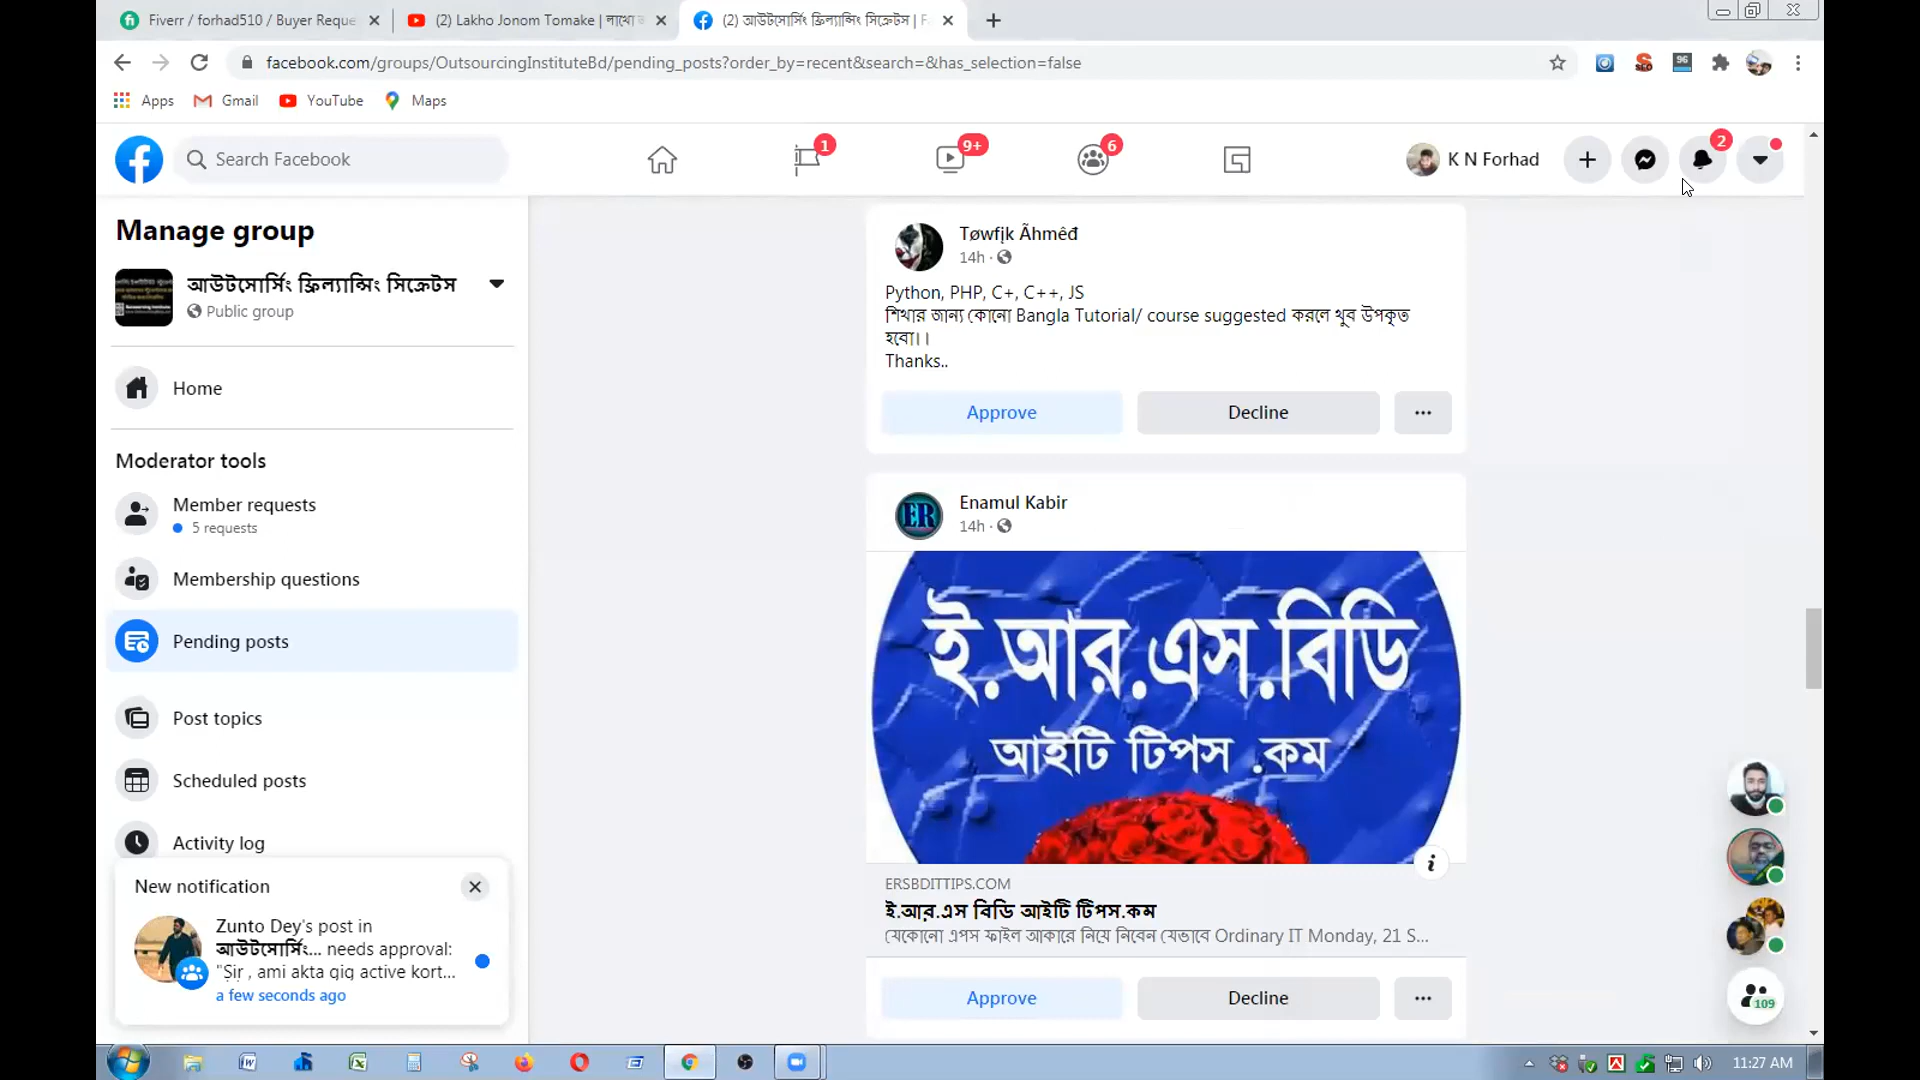 Fiverr / forhad510 / Buyer Reque
(2) Lakho Jonom Tomake | লাখো
(2) আউটসোর্সিং ফ্রিল্যান্সিং সিক্রেটস | F
facebook.com/groups/OutsourcingInstituteBd/pending_posts?order_by=recent&search=&has_selection=false
96
Apps
Gmail
YouTube
Maps
Search Facebook
1
9+
6
K N Forhad
2
Manage group
আউটসোর্সিং ফ্রিল্যান্সিং সিক্রেটস
Public group
Home
Moderator tools
Member requests
5 requests
Membership questions
Pending posts
Post topics
Scheduled posts
Activity log
New notification
Zunto Dey's post in
আউটসোর্সিং... needs approval:
"Şir , ami akta gig active kort...
a few seconds ago
Tøwfįk Ãhmêđ
14h ·
Python, PHP, C+, C++, JS
শিখার জন্য কোনো Bangla Tutorial/ course suggested করলে খুব উপকৃত
হবো।।
Thanks..
Approve
Decline
ER
Enamul Kabir
14h ·
ই.আর.এস.বিডি
আইটি টিপস .কম
ERSBDITTIPS.COM
ই.আর.এস বিডি আইটি টিপস.কম
যেকোনো এপস ফাইল আকারে নিয়ে নিবেন যেভাবে Ordinary IT Monday, 21 S...
Approve
Decline
109
11:27 AM